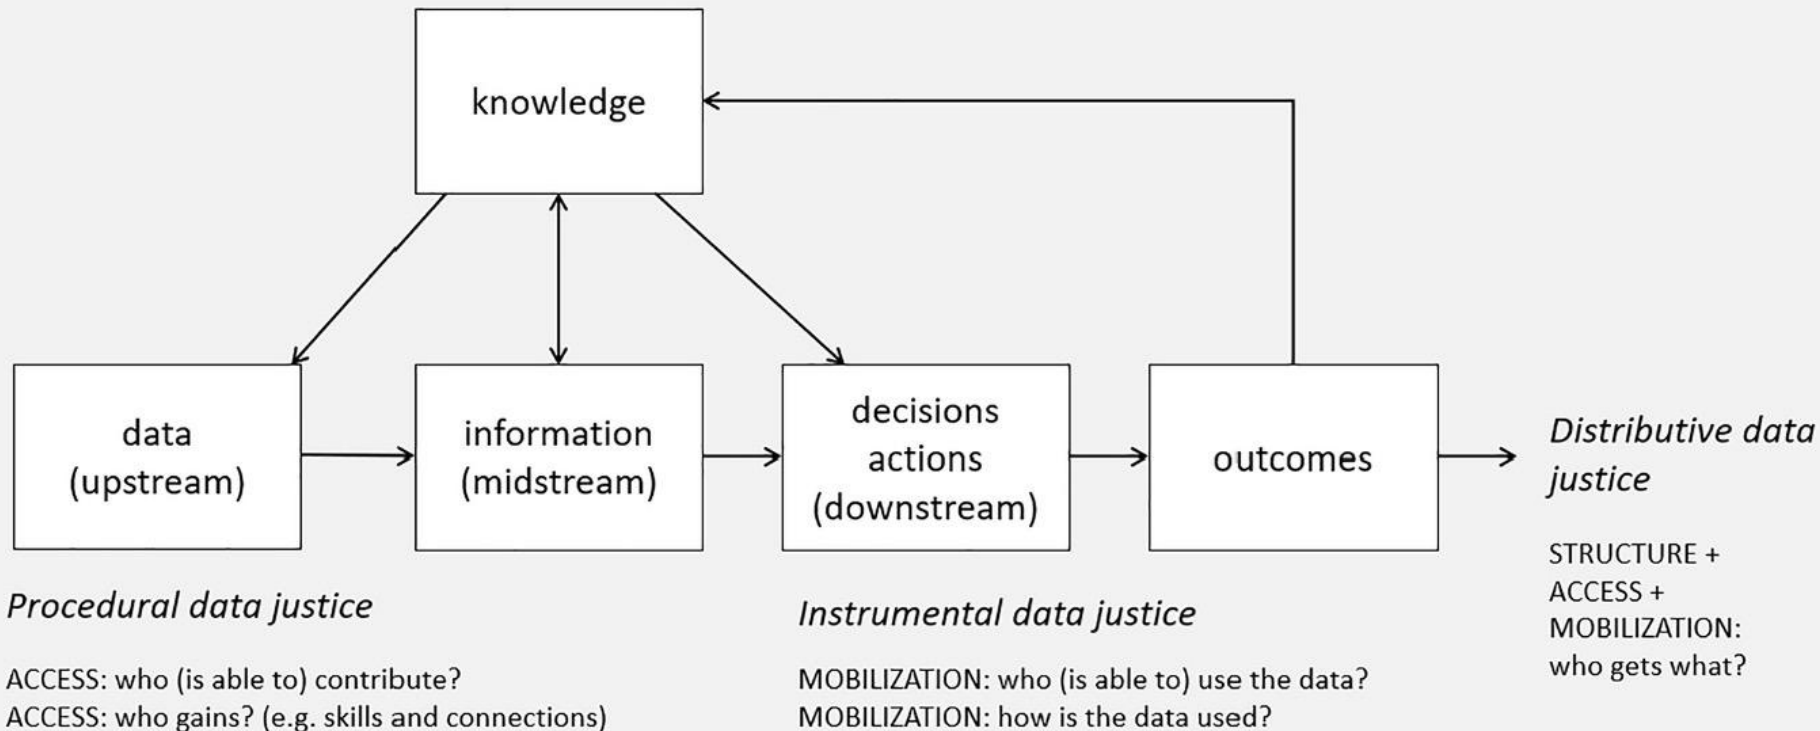 knowledge
data
(upstream)
information
(midstream)
decisions
actions
(downstream)
outcomes
Distributive data
justice
STRUCTURE +
ACCESS +
MOBILIZATION:
who gets what?
Procedural data justice
ACCESS: who (is able to) contribute?
ACCESS: who gains? (e.g. skills and connections)
Instrumental data justice
MOBILIZATION: who (is able to) use the data?
MOBILIZATION: how is the data used?